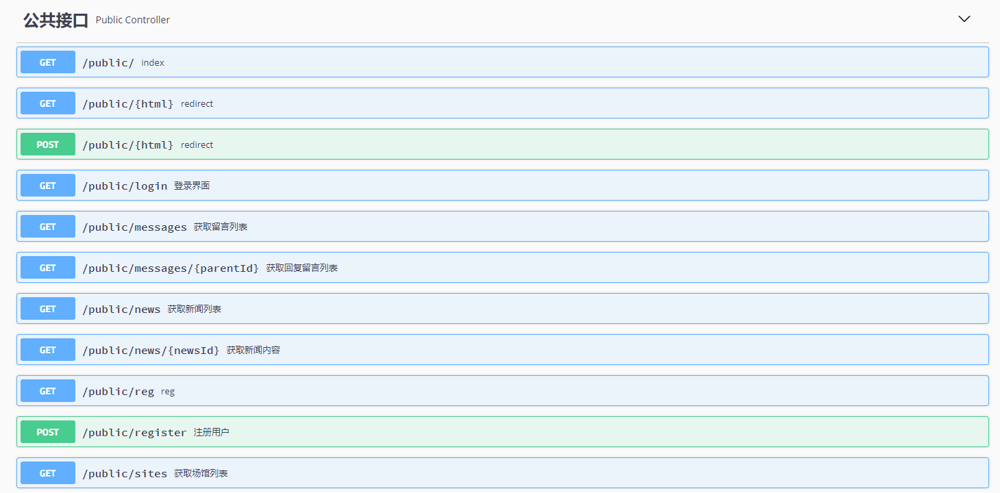 公共接口 Public Controller
GET /public/ index
GET /public/{html} redirect
POST /public/{html} redirect
GET /public/login 登录界面
GET /public/messages 获取留言列表
GET /public/messages/{parentId} 获取回复留言列表
GET /public/news 获取新闻列表
GET /public/news/{newsId} 获取新闻内容
GET /public/reg reg
POST /public/register 注册用户
GET /public/sites 获取场馆列表